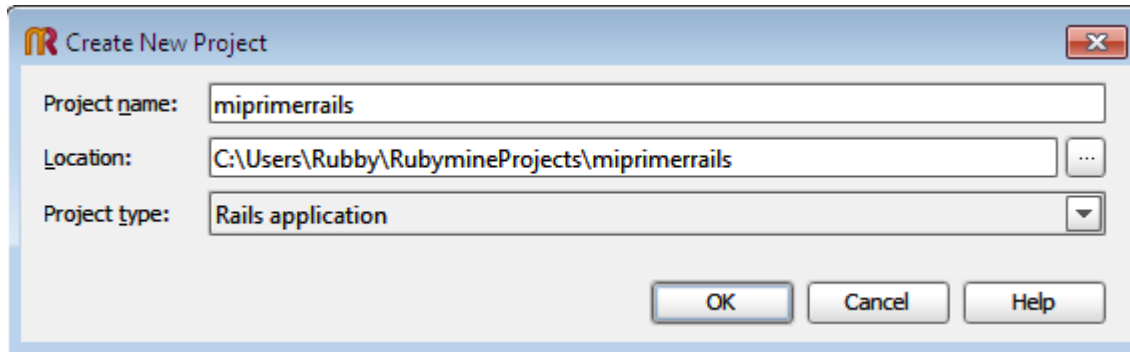 Create New Project
Project name: miprimerrails
Location: C:\Users\Rubby\RubymineProjects\miprimerrails ...
Project type: Rails application
OK Cancel Help